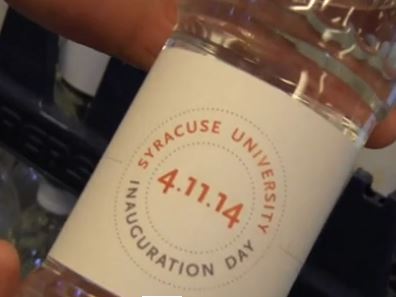 SYRACUSE UNIVERSITY
4.11.14
INAUGURATION DAY